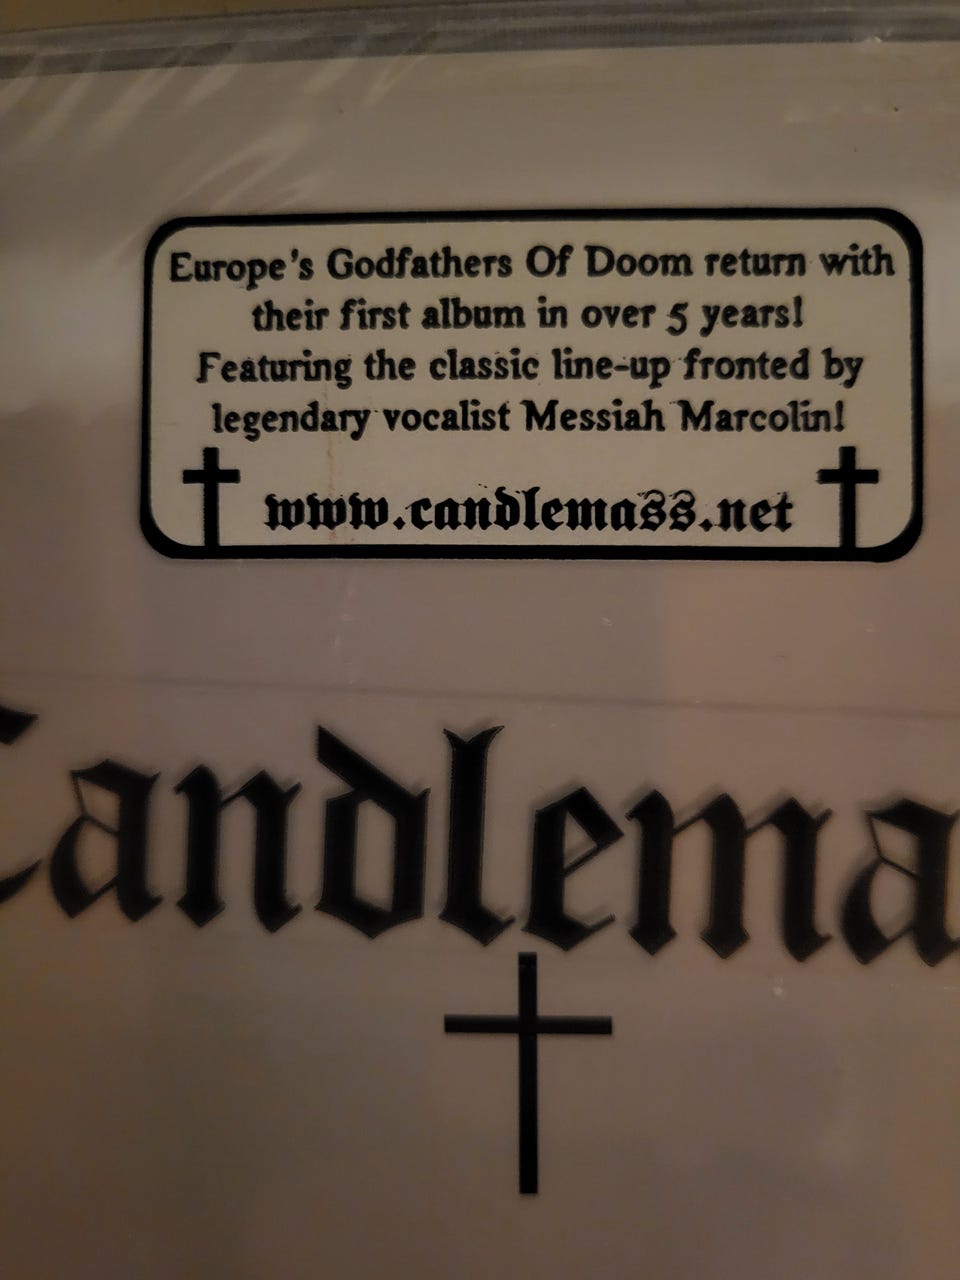 Europe's Godfathers Of Doom return with
their first album in over 5 years!
Featuring the classic line-up fronted by
legendary vocalist Messiah Marcolin!
www.candlemass.net
Candlema